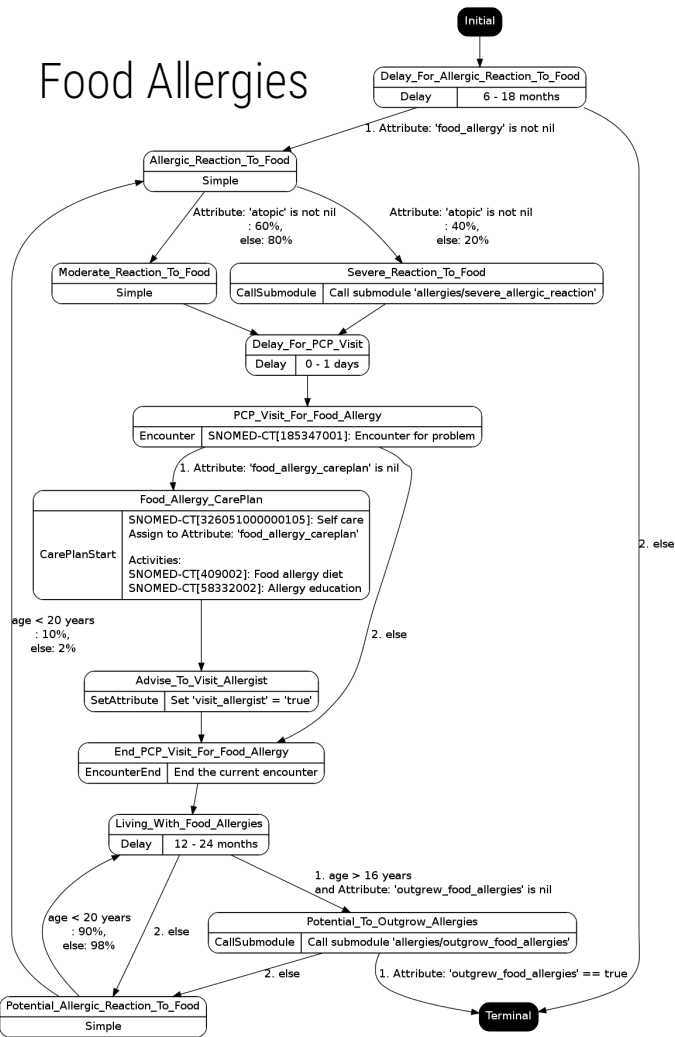 Initial
Food Allergies
Delay_For_Allergic_Reaction_To_Food
Delay 6 - 18 months
1. Attribute: 'food_allergy' is not nil
Allergic_Reaction_To_Food
Simple
Attribute: 'atopic' is not nil
: 60%,
else: 80%
Attribute: 'atopic' is not nil
: 40%,
else: 20%
Moderate_Reaction_To_Food
Simple
Severe_Reaction_To_Food
CallSubmodule Call submodule 'allergies/severe_allergic_reaction'
Delay_For_PCP_Visit
Delay 0 - 1 days
PCP_Visit_For_Food_Allergy
Encounter SNOMED-CT[185347001]: Encounter for problem
1. Attribute: 'food_allergy_careplan' is nil
Food_Allergy_CarePlan
CarePlanStart
SNOMED-CT[326051000000105]: Self care
Assign to Attribute: 'food_allergy_careplan'
Activities:
SNOMED-CT[409002]: Food allergy diet
SNOMED-CT[58332002]: Allergy education
2. else
age < 20 years
: 10%,
else: 2%
2. else
Advise_To_Visit_Allergist
SetAttribute Set 'visit_allergist' = 'true'
End_PCP_Visit_For_Food_Allergy
EncounterEnd End the current encounter
Living_With_Food_Allergies
Delay 12 - 24 months
1. age > 16 years
and Attribute: 'outgrew_food_allergies' is nil
age < 20 years
: 90%,
else: 98%
2. else
Potential_To_Outgrow_Allergies
CallSubmodule Call submodule 'allergies/outgrow_food_allergies'
2. else
1. Attribute: 'outgrew_food_allergies' == true
Potential_Allergic_Reaction_To_Food
Simple
Terminal